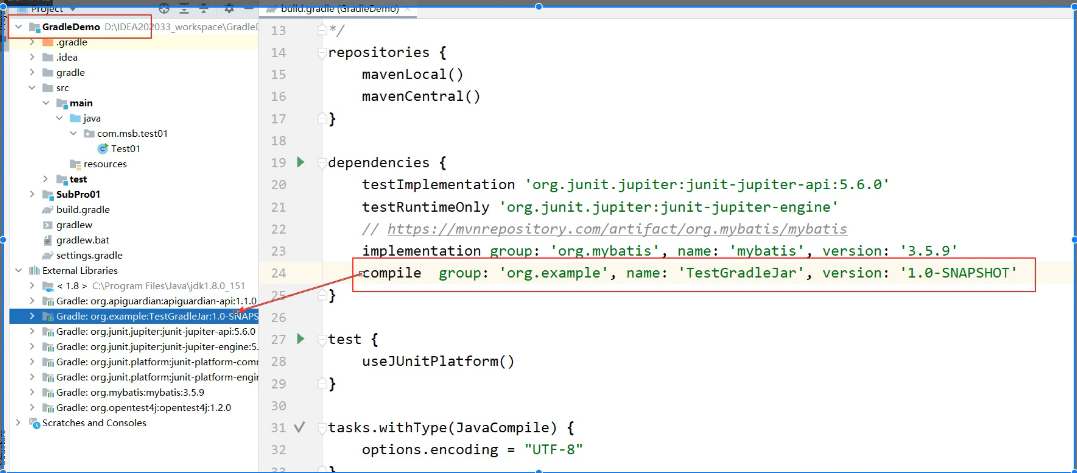 Project
GradleDemo D:\IDEA202033_workspace\GradleD
.gradle
.idea
gradle
src
main
java
com.msb.test01
Test01
resources
test
SubPro01
build.gradle
gradlew
gradlew.bat
settings.gradle
External Libraries
< 1.8 > C:\Program Files\Java\jdk1.8.0_151
Gradle: org.apiguardian:apiguardian-api:1.1.0
Gradle: org.example:TestGradleJar:1.0-SNAPS
Gradle: org.junit.jupiter:junit-jupiter-api:5.6.0
Gradle: org.junit.jupiter:junit-jupiter-engine:5.
Gradle: org.junit.platform:junit-platform-comm
Gradle: org.junit.platform:junit-platform-engin
Gradle: org.mybatis:mybatis:3.5.9
Gradle: org.opentest4j:opentest4j:1.2.0
Scratches and Consoles
build.gradle (GradleDemo)
13 */
14 repositories {
15 mavenLocal()
16 mavenCentral()
17 }
18
19 dependencies {
20 testImplementation 'org.junit.jupiter:junit-jupiter-api:5.6.0'
21 testRuntimeOnly 'org.junit.jupiter:junit-jupiter-engine'
22 // https://mvnrepository.com/artifact/org.mybatis/mybatis
23 implementation group: 'org.mybatis', name: 'mybatis', version: '3.5.9'
24 compile group: 'org.example', name: 'TestGradleJar', version: '1.0-SNAPSHOT'
25 }
26
27 test {
28 useJUnitPlatform()
29 }
30
31 tasks.withType(JavaCompile) {
32 options.encoding = "UTF-8"
33 }